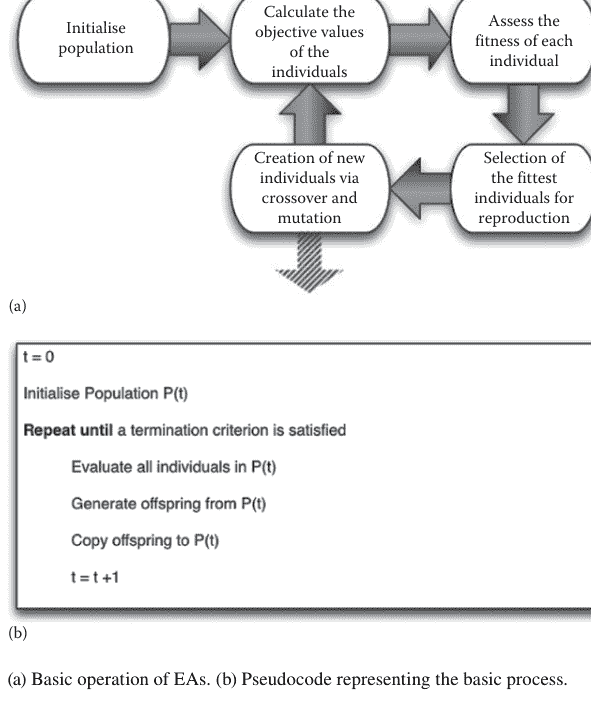 Initialise
population
Calculate the
objective values
of the
individuals
Assess the
fitness of each
individual
Creation of new
individuals via
crossover and
mutation
Selection of
the fittest
individuals for
reproduction
(a)
t = 0
Initialise Population P(t)
Repeat until a termination criterion is satisfied
Evaluate all individuals in P(t)
Generate offspring from P(t)
Copy offspring to P(t)
t = t +1
(b)
(a) Basic operation of EAs. (b) Pseudocode representing the basic process.